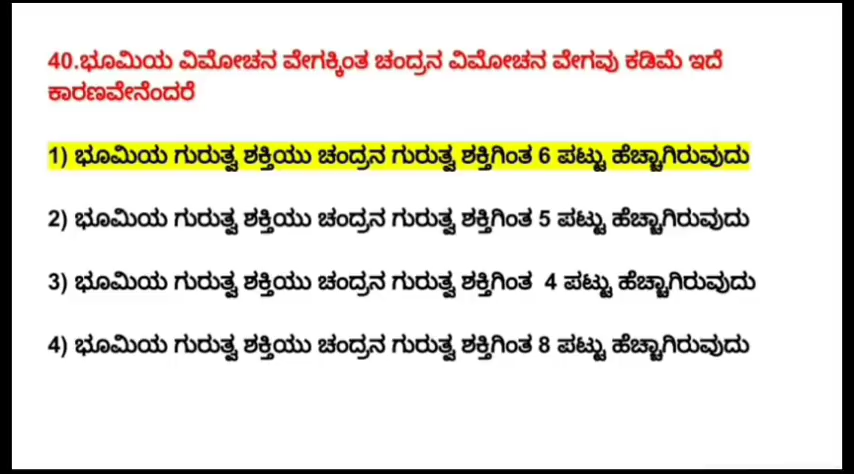 40.ಭೂಮಿಯ ವಿಮೋಚನ ವೇಗಕ್ಕಿಂತ ಚಂದ್ರನ ವಿಮೋಚನ ವೇಗವು ಕಡಿಮೆ ಇದೆ
ಕಾರಣವೇನೆಂದರೆ
1) ಭೂಮಿಯ ಗುರುತ್ವ ಶಕ್ತಿಯು ಚಂದ್ರನ ಗುರುತ್ವ ಶಕ್ತಿಗಿಂತ 6 ಪಟ್ಟು ಹೆಚ್ಚಾಗಿರುವುದು
2) ಭೂಮಿಯ ಗುರುತ್ವ ಶಕ್ತಿಯು ಚಂದ್ರನ ಗುರುತ್ವ ಶಕ್ತಿಗಿಂತ 5 ಪಟ್ಟು ಹೆಚ್ಚಾಗಿರುವುದು
3) ಭೂಮಿಯ ಗುರುತ್ವ ಶಕ್ತಿಯು ಚಂದ್ರನ ಗುರುತ್ವ ಶಕ್ತಿಗಿಂತ 4 ಪಟ್ಟು ಹೆಚ್ಚಾಗಿರುವುದು
4) ಭೂಮಿಯ ಗುರುತ್ವ ಶಕ್ತಿಯು ಚಂದ್ರನ ಗುರುತ್ವ ಶಕ್ತಿಗಿಂತ 8 ಪಟ್ಟು ಹೆಚ್ಚಾಗಿರುವುದು